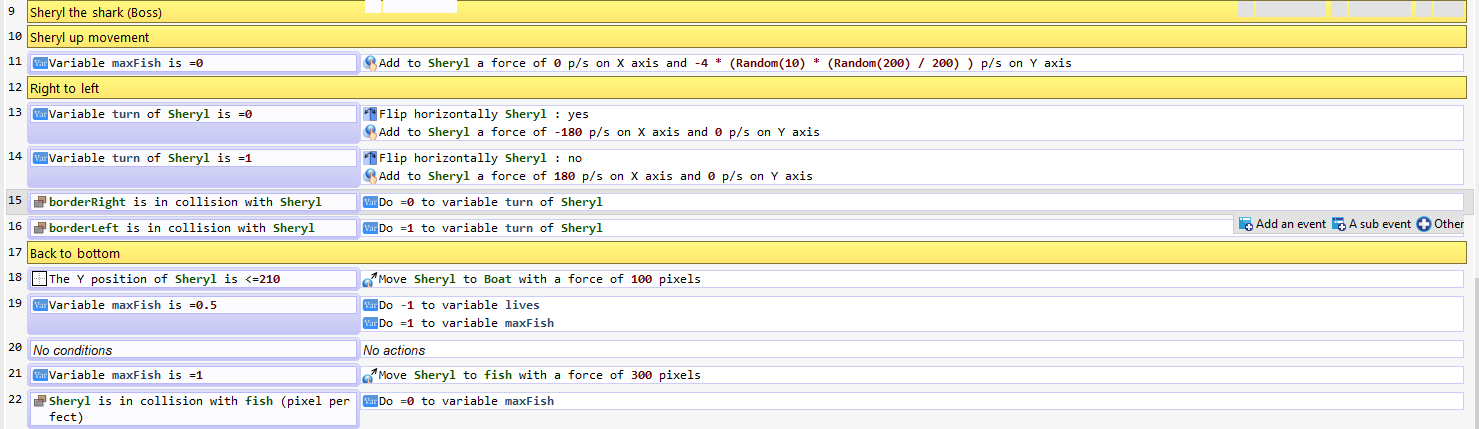 9 Sheryl the shark (Boss)
10 Sheryl up movement
11 Var Variable maxFish is =0 Add to Sheryl a force of 0 p/s on X axis and -4 * (Random(10) * (Random(200) / 200) ) p/s on Y axis
12 Right to left
13 Var Variable turn of Sheryl is =0 Flip horizontally Sheryl : yes
Add to Sheryl a force of -180 p/s on X axis and 0 p/s on Y axis
14 Var Variable turn of Sheryl is =1 Flip horizontally Sheryl : no
Add to Sheryl a force of 180 p/s on X axis and 0 p/s on Y axis
15 borderRight is in collision with Sheryl Var Do =0 to variable turn of Sheryl
16 borderLeft is in collision with Sheryl Var Do =1 to variable turn of Sheryl Add an event A sub event Other
17 Back to bottom
18 The Y position of Sheryl is <=210 Move Sheryl to Boat with a force of 100 pixels
19 Var Variable maxFish is =0.5 Var Do -1 to variable lives
Var Do =1 to variable maxFish
20 No conditions No actions
21 Var Variable maxFish is =1 Move Sheryl to fish with a force of 300 pixels
22 Sheryl is in collision with fish (pixel per Var Do =0 to variable maxFish
fect)